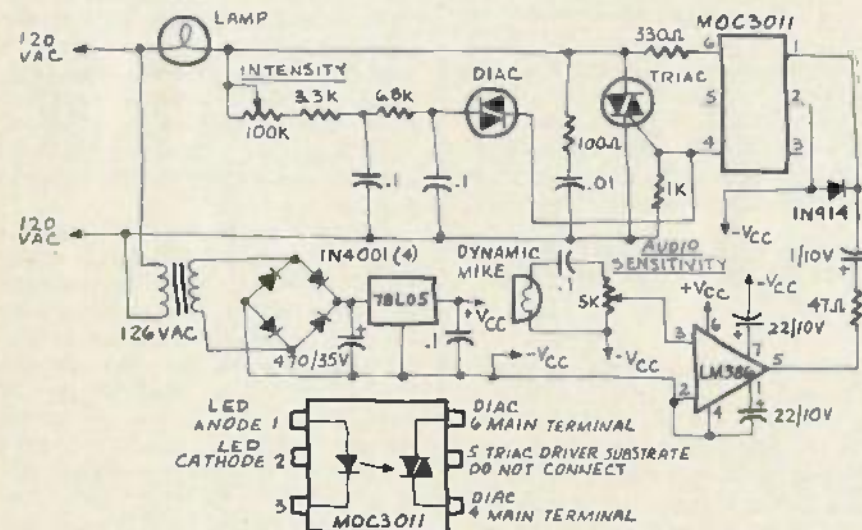 LAMP
120
VAC
INTENSITY
3.3K
6.8K
100K
.1
.1
DIAC
100Ω
.01
TRIAC
330Ω
1K
MOC3011
6
5
4
1
2
3
1N914
-VCC
1/10V
+
47Ω
120
VAC
126VAC
1N4001(4)
+
470/35V
78L05
.1
+VCC
-VCC
DYNAMIC
MIKE
.1
5K
AUDIO
SENSITIVITY
-VCC
+VCC
-VCC
+
22/10V
3
6
7
LM386
5
2
4
1
+
22/10V
LED
ANODE 1
LED
CATHODE 2
3
MOC3011
DIAC
6 MAIN TERMINAL
5 TRIAC DRIVER SUBSTRATE
DO NOT CONNECT
DIAC
4 MAIN TERMINAL